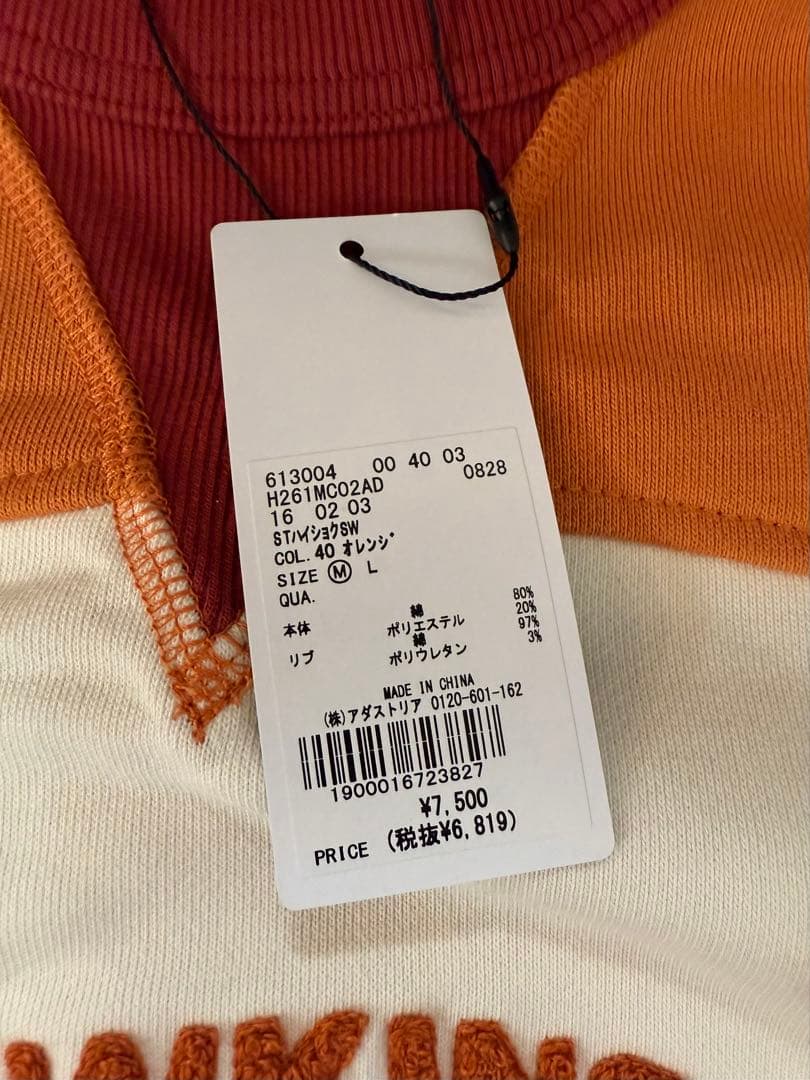 613004 00 40 03
H261MC02AD 0828
16 02 03
STハイショクSW
COL. 40 オレンジ
SIZE Ⓜ L
QUA.
本体 綿 80%
ポリエステル 20%
リブ 綿 97%
ポリウレタン 3%
MADE IN CHINA
(株)アダストリア 0120-601-162
1900016723827
¥7,500
PRICE (税抜¥6,819)